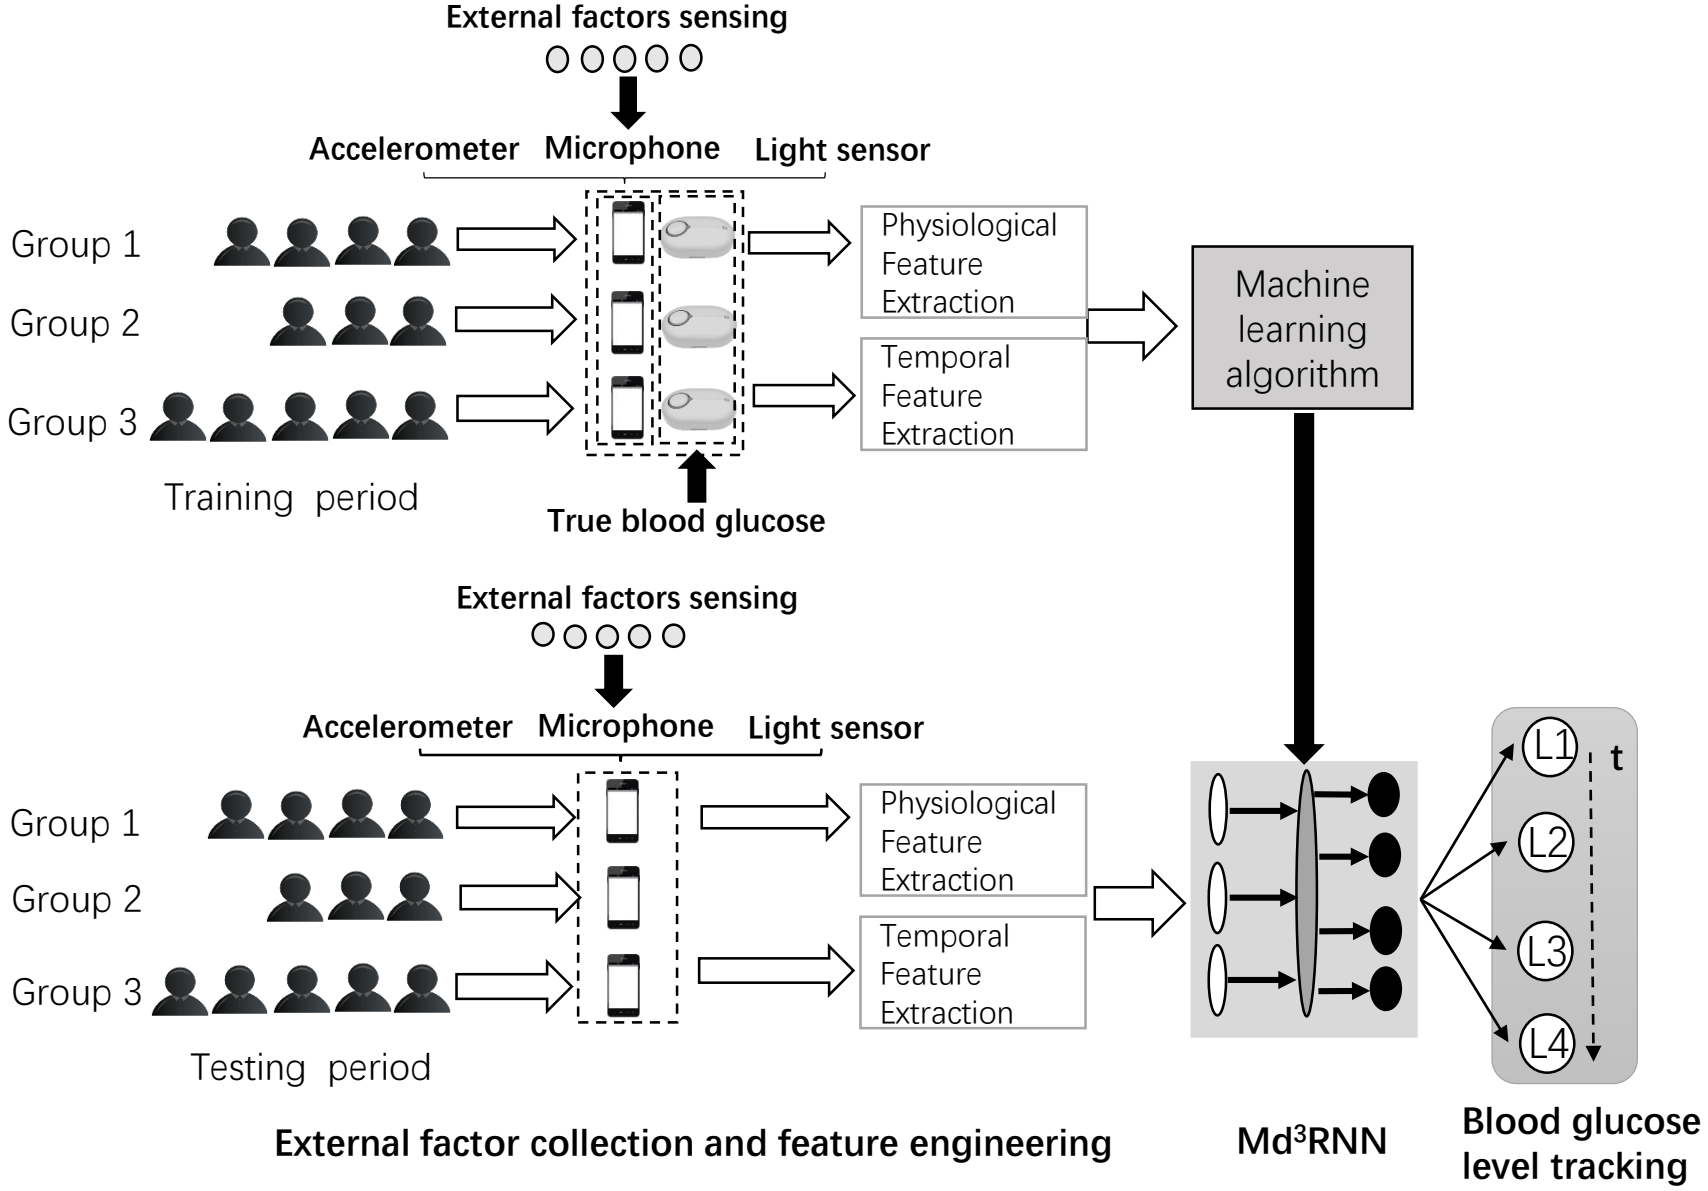 External factors sensing
Accelerometer Microphone Light sensor
Group 1
Group 2
Group 3
Training period
True blood glucose
Physiological
Feature
Extraction
Temporal
Feature
Extraction
Machine
learning
algorithm
External factors sensing
Accelerometer Microphone Light sensor
Group 1
Group 2
Group 3
Testing period
Physiological
Feature
Extraction
Temporal
Feature
Extraction
L1
t
L2
L3
L4
External factor collection and feature engineering
Md³RNN
Blood glucose
level tracking